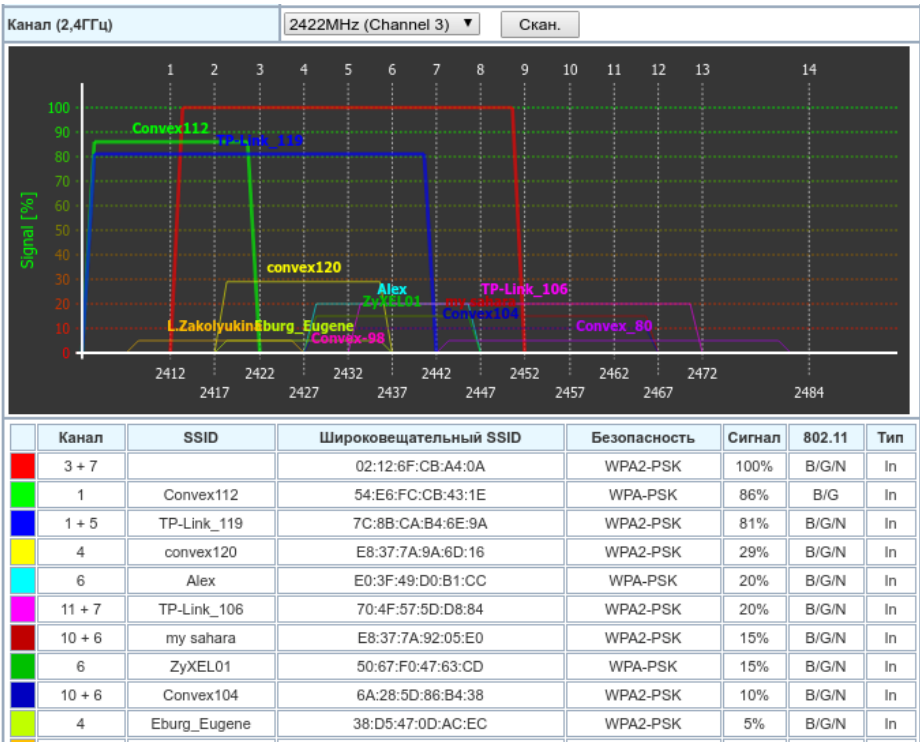 Канал (2,4ГГц) 2422MHz (Channel 3) Скан.
1 2 3 4 5 6 7 8 9 10 11 12 13 14
Signal [%]
100
90
80
70
60
50
40
30
20
10
0
Convex112
TP-Link_119
convex120
Alex
TP-Link_106
ZyXEL01
my sahara
Convex104
L.Zakolyukin
Eburg_Eugene
Convex_80
Convex-98
2412 2422 2432 2442 2452 2462 2472
2417 2427 2437 2447 2457 2467 2484
Канал SSID Широковещательный SSID Безопасность Сигнал 802.11 Тип
3 + 7 02:12:6F:CB:A4:0A WPA2-PSK 100% B/G/N In
1 Convex112 54:E6:FC:CB:43:1E WPA-PSK 86% B/G In
1 + 5 TP-Link_119 7C:8B:CA:B4:6E:9A WPA2-PSK 81% B/G/N In
4 convex120 E8:37:7A:9A:6D:16 WPA2-PSK 29% B/G/N In
6 Alex E0:3F:49:D0:B1:CC WPA-PSK 20% B/G/N In
11 + 7 TP-Link_106 70:4F:57:5D:D8:84 WPA2-PSK 20% B/G/N In
10 + 6 my sahara E8:37:7A:92:05:E0 WPA2-PSK 15% B/G/N In
6 ZyXEL01 50:67:F0:47:63:CD WPA-PSK 15% B/G/N In
10 + 6 Convex104 6A:28:5D:86:B4:38 WPA2-PSK 10% B/G/N In
4 Eburg_Eugene 38:D5:47:0D:AC:EC WPA2-PSK 5% B/G/N In